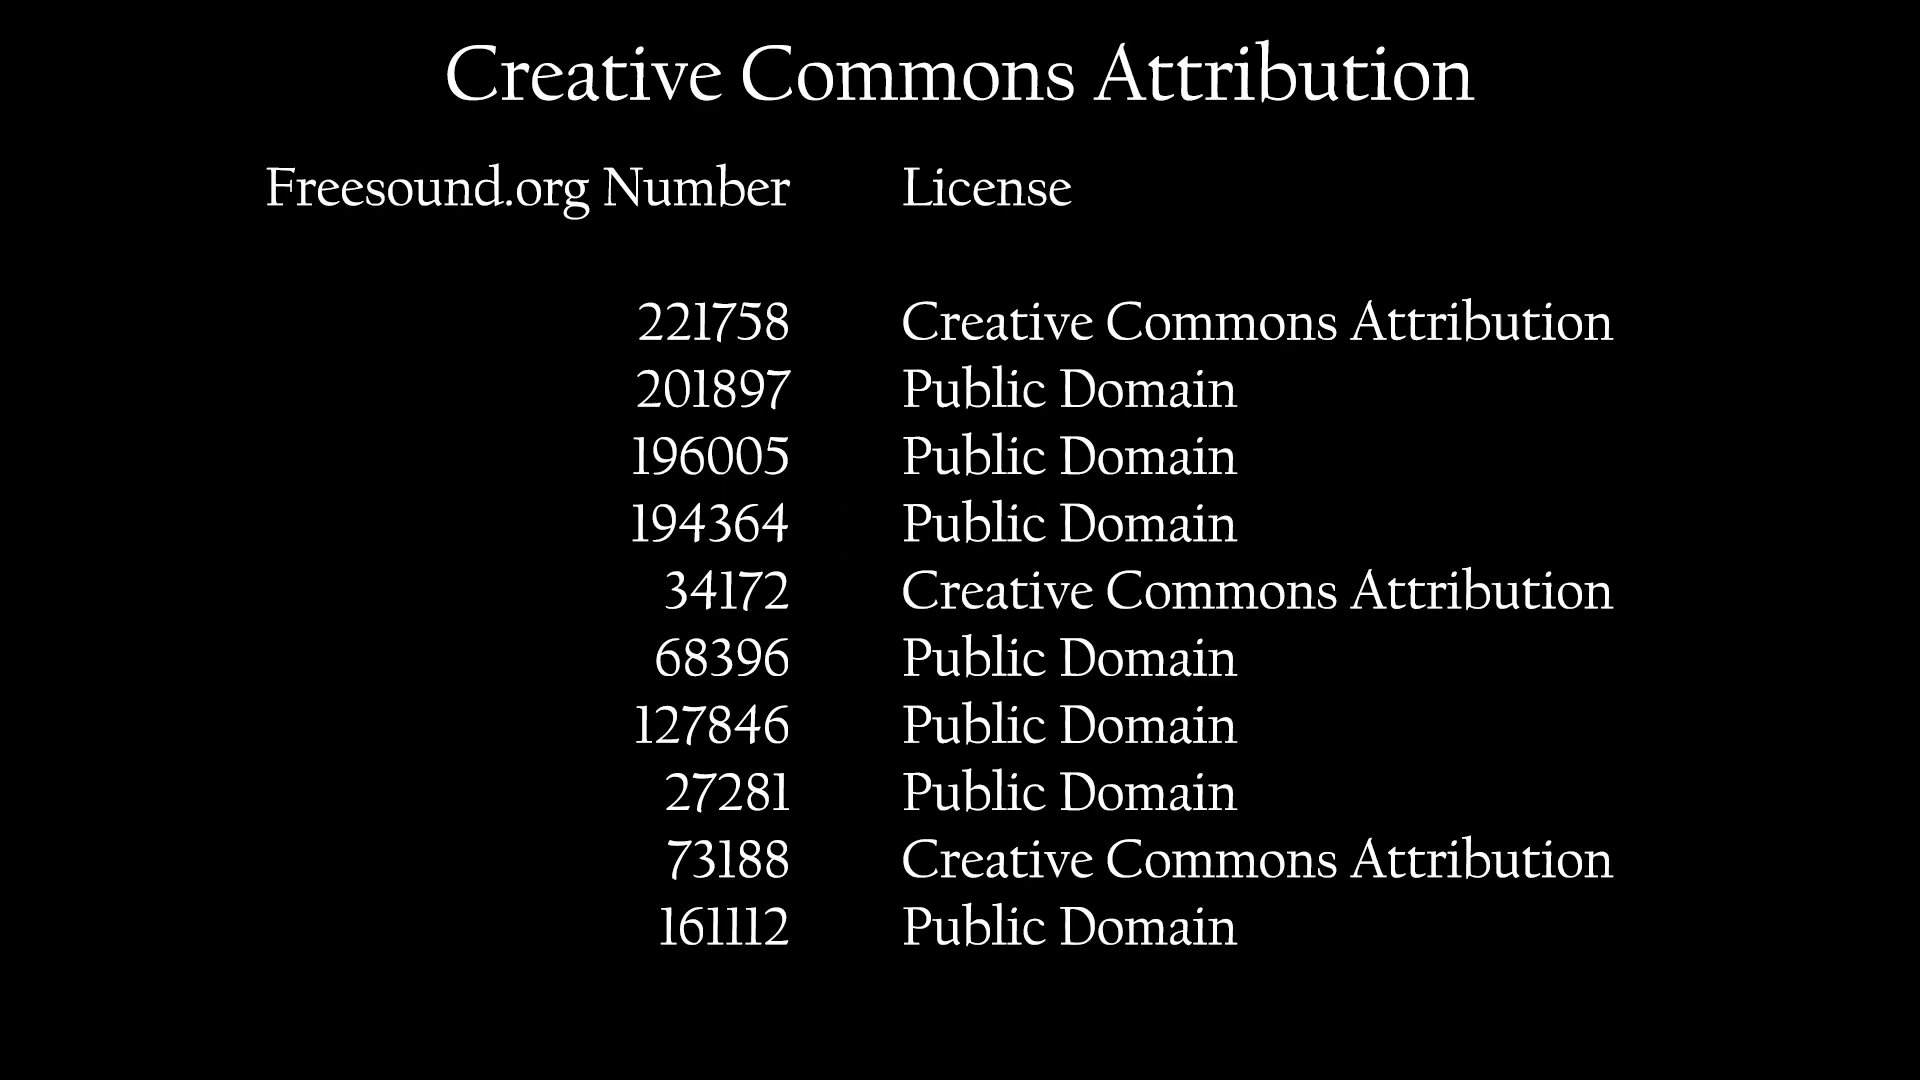 Creative Commons Attribution
Freesound.org Number License
221758 Creative Commons Attribution
201897 Public Domain
196005 Public Domain
194364 Public Domain
34172 Creative Commons Attribution
68396 Public Domain
127846 Public Domain
27281 Public Domain
73188 Creative Commons Attribution
161112 Public Domain